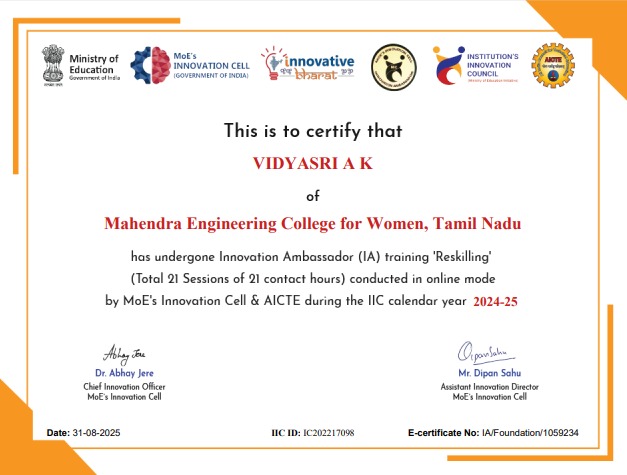 Ministry of
Education
Government of India
MoE's
INNOVATION CELL
(GOVERNMENT OF INDIA)
innovative
bharat
INSTITUTION'S
INNOVATION
COUNCIL
AICTE
This is to certify that
VIDYASRI A K
of
Mahendra Engineering College for Women, Tamil Nadu
has undergone Innovation Ambassador (IA) training 'Reskilling'
(Total 21 Sessions of 21 contact hours) conducted in online mode
by MoE's Innovation Cell & AICTE during the IIC calendar year 2024-25
Abhay Jere
Dipan Sahu
Dr. Abhay Jere
Chief Innovation Officer
MoE's Innovation Cell
Mr. Dipan Sahu
Assistant Innovation Director
MoE's Innovation Cell
Date: 31-08-2025
IIC ID: IC202217098
E-certificate No: IA/Foundation/1059234